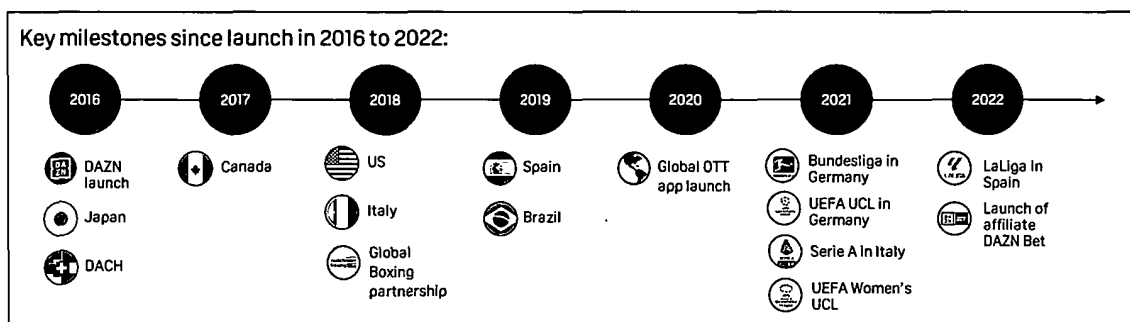 Key milestones since launch in 2016 to 2022:
2016
2017
2018
2019
2020
2021
2022
DA
ZN
DAZN
launch
Japan
DACH
Canada
US
Italy
Global
Boxing
partnership
Spain
Brazil
Global OTT
app launch
Bundesliga in
Germany
UEFA UCL in
Germany
Serie A in Italy
UEFA Women's
UCL
LaLiga in
Spain
Launch of
affiliate
DAZN Bet